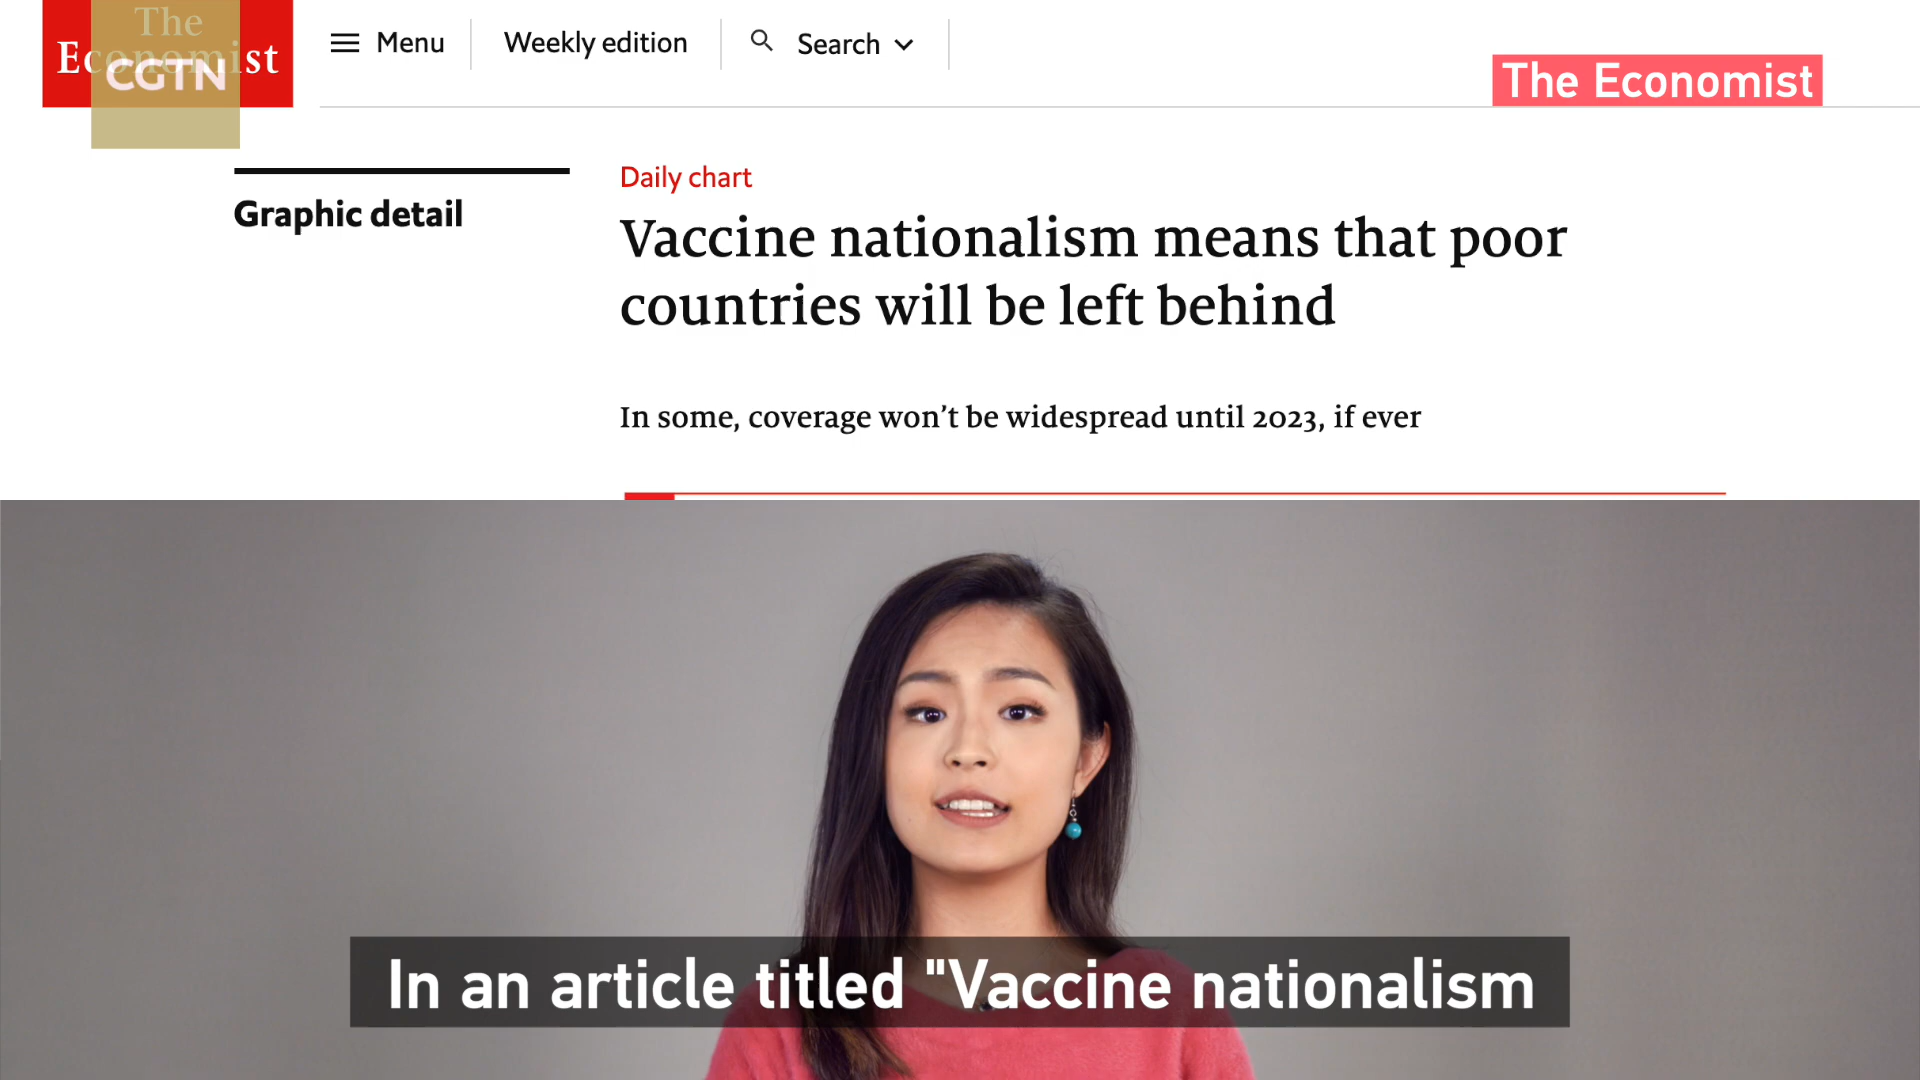 The
Economist
CGTN
Menu
Weekly edition
Search
The Economist
Graphic detail
Daily chart
Vaccine nationalism means that poor
countries will be left behind
In some, coverage won’t be widespread until 2023, if ever
In an article titled "Vaccine nationalism